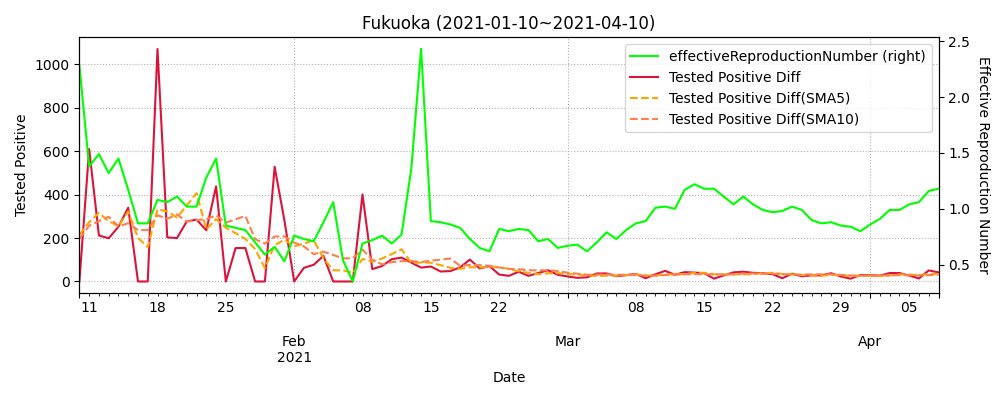 Fukuoka (2021-01-10~2021-04-10)
effectiveReproductionNumber (right)
Tested Positive Diff
Tested Positive Diff(SMA5)
Tested Positive Diff(SMA10)
Tested Positive
1000
800
600
400
200
0
2.5
2.0
1.5
1.0
0.5
Effective Reproduction Number
11 18 25 08 15 22 08 15 22 29 05
Feb Mar Apr
2021
Date